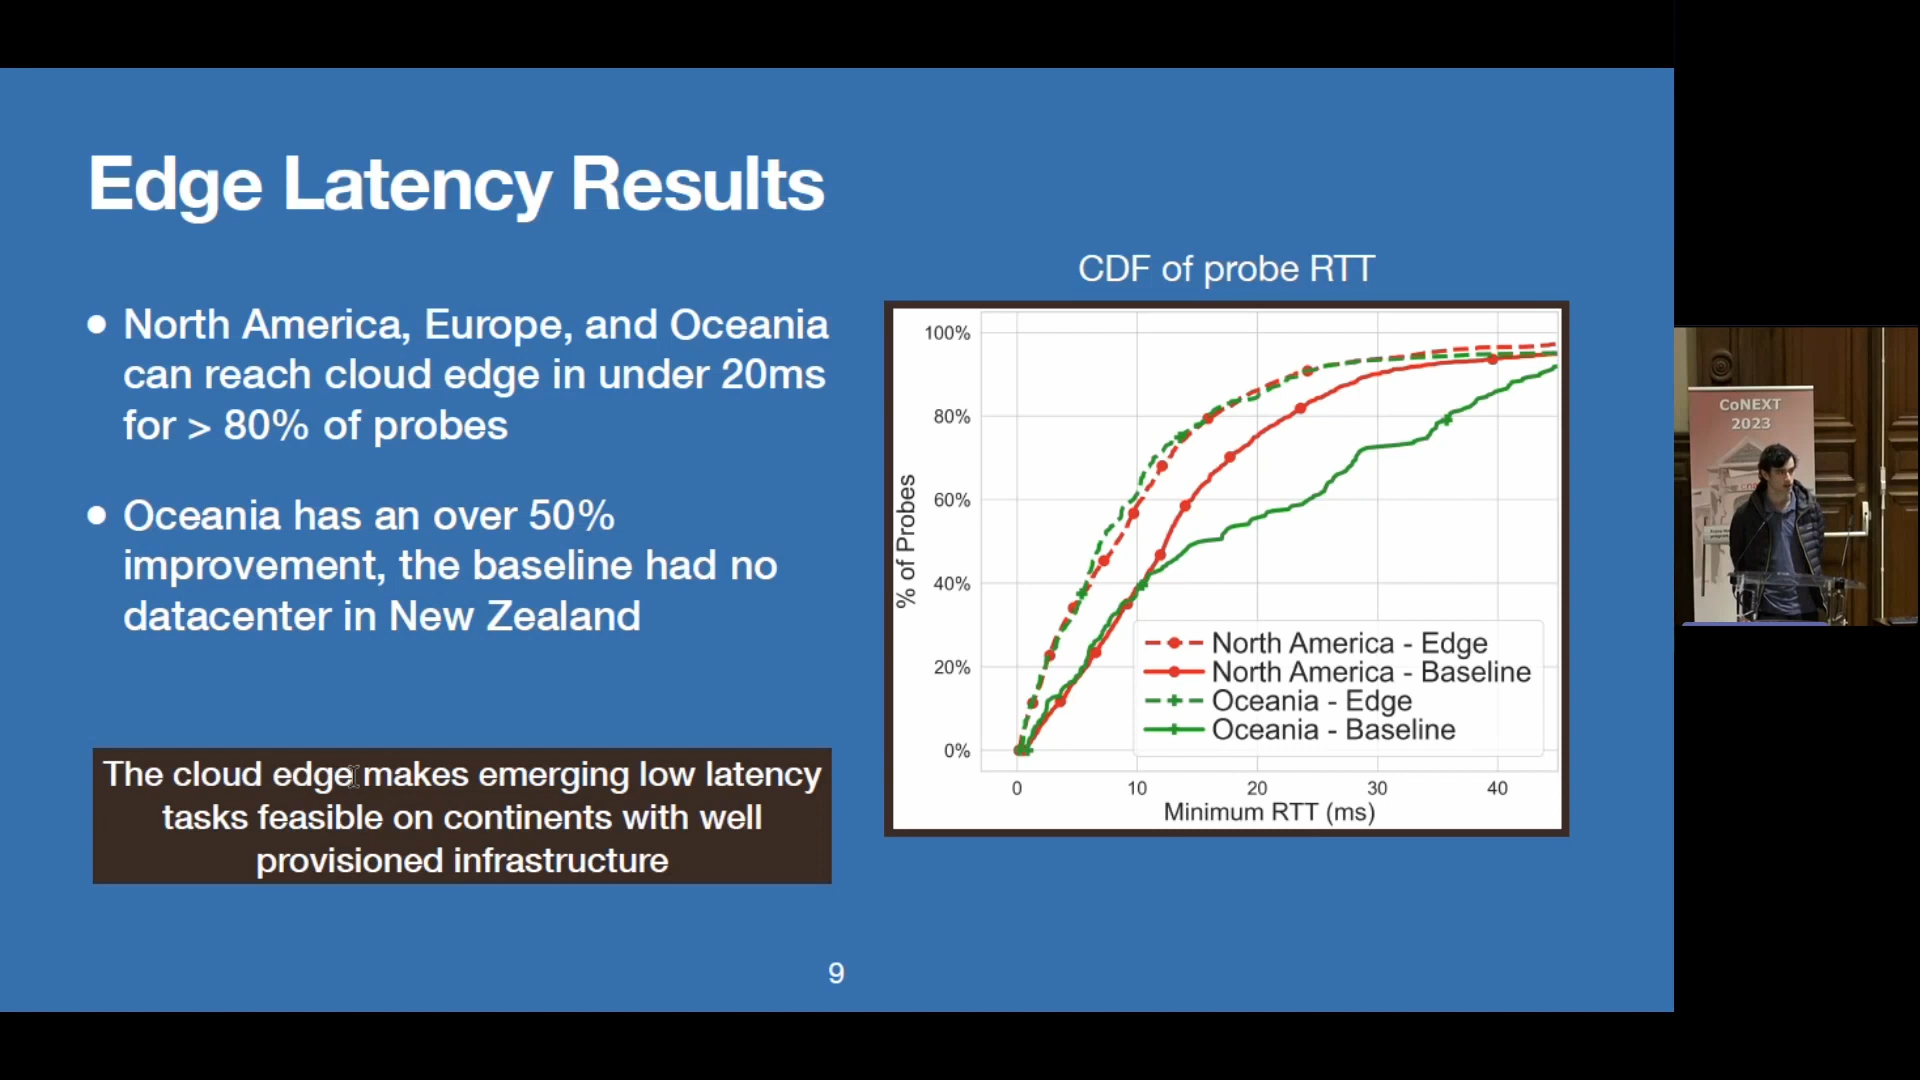 Edge Latency Results
• North America, Europe, and Oceania
can reach cloud edge in under 20ms
for > 80% of probes
• Oceania has an over 50%
improvement, the baseline had no
datacenter in New Zealand
The cloud edge makes emerging low latency
tasks feasible on continents with well
provisioned infrastructure
CDF of probe RTT
100%
80%
60%
40%
20%
0%
% of Probes
0 10 20 30 40
Minimum RTT (ms)
North America - Edge
North America - Baseline
Oceania - Edge
Oceania - Baseline
9
CoNEXT
2023